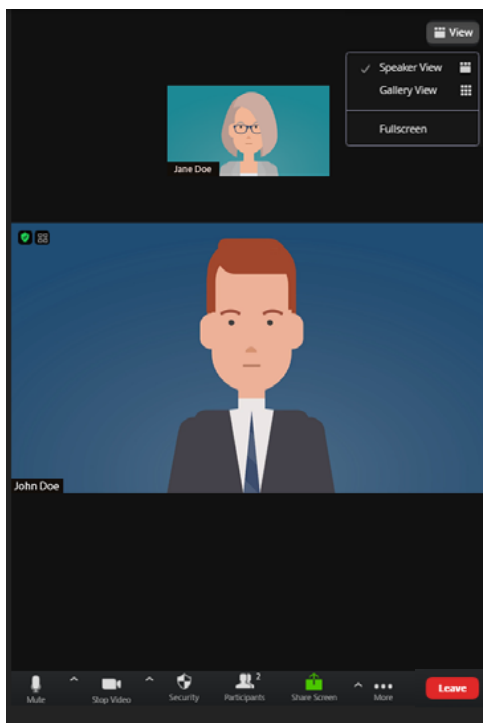 View
Speaker View
Gallery View
Fullscreen
Jane Doe
John Doe
Mute
Stop Video
Security
Participants
2
Share Screen
More
Leave